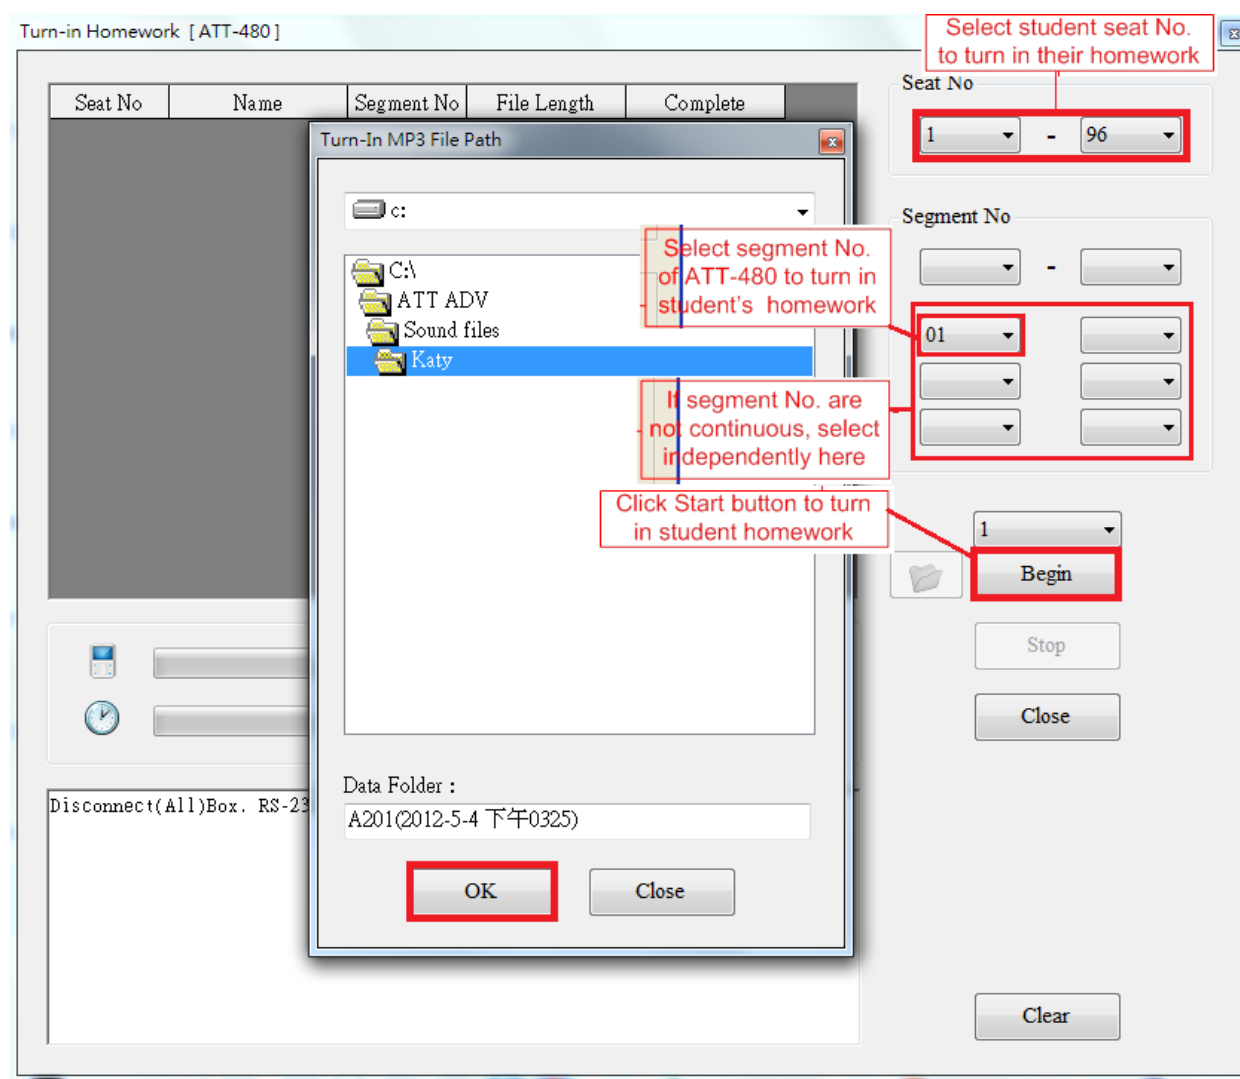 Turn-in Homework [ ATT-480 ]
Select student seat No.
to turn in their homework
Seat No
Name
Segment No
File Length
Complete
Seat No
1
-
96
Turn-In MP3 File Path
c:
C:\
ATT ADV
Sound files
Katy
Segment No
-
Select segment No.
of ATT-480 to turn in
student's homework
01
If segment No. are
not continuous, select
independently here
Click Start button to turn
in student homework
1
Begin
Stop
Close
Data Folder :
A201(2012-5-4 下午0325)
OK
Close
Disconnect(All)Box. RS-23
Clear